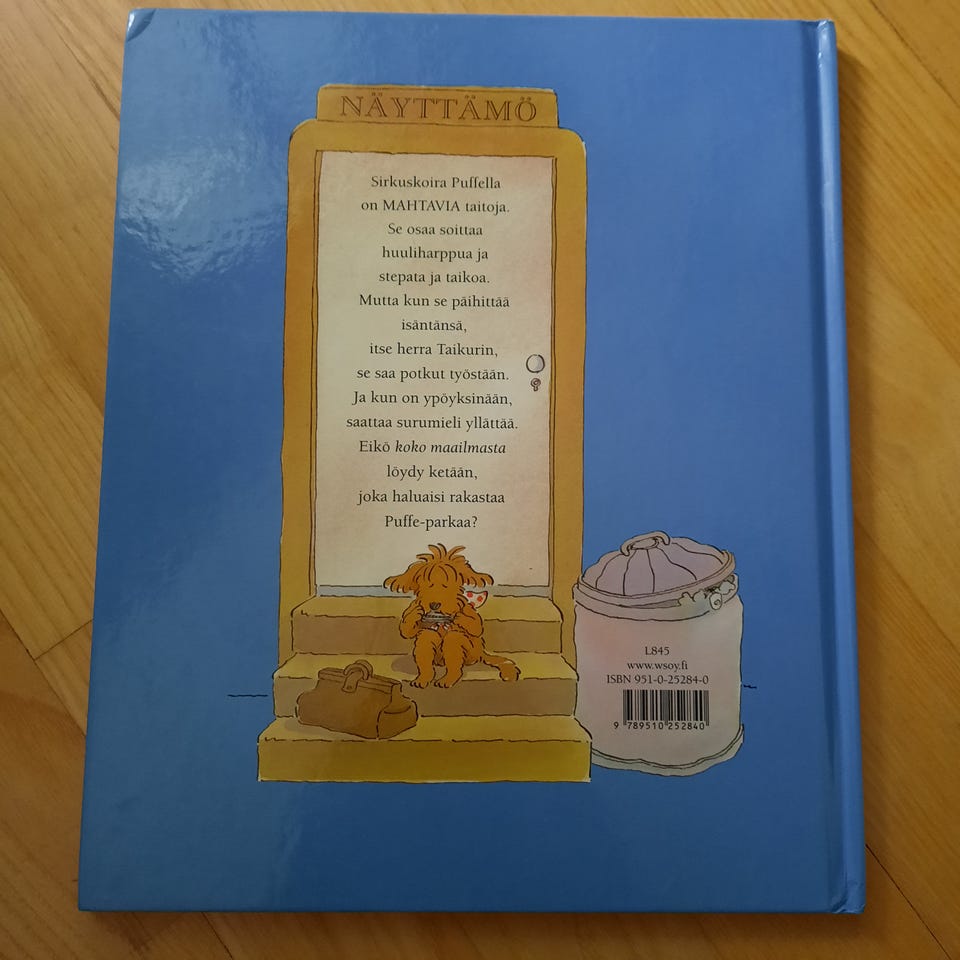 NÄYTTÄMÖ
Sirkuskoira Puffella
on MAHTAVIA taitoja.
Se osaa soittaa
huuliharppua ja
stepata ja taikoa.
Mutta kun se päihittää
isäntänsä,
itse herra Taikurin,
se saa potkut työstään.
Ja kun on ypöyksinään,
saattaa surumieli yllättää.
Eikö koko maailmasta
löydy ketään,
joka haluaisi rakastaa
Puffe-parkaa?
L845
www.wsoy.fi
ISBN 951-0-25284-0
9 789510 252840